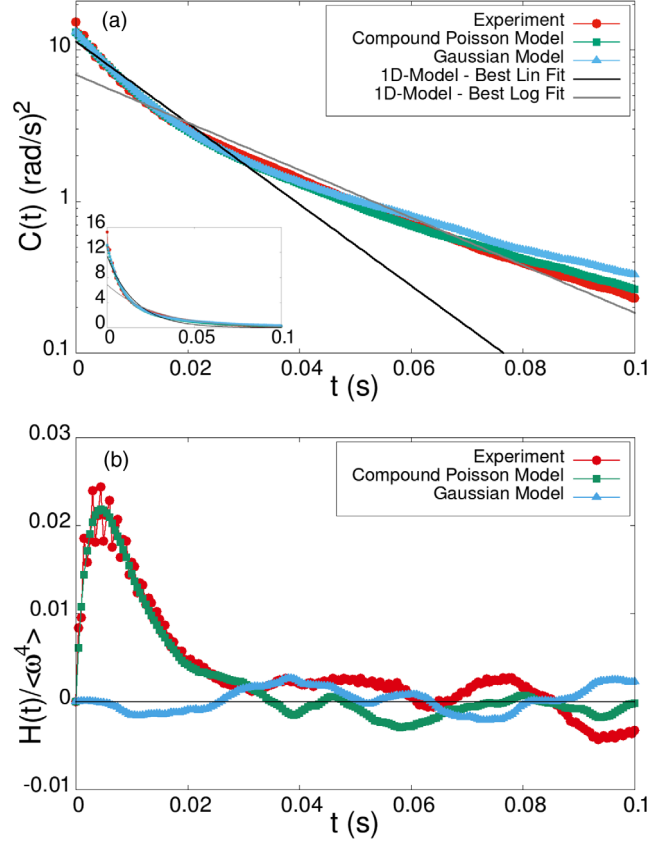 (a)
Experiment
Compound Poisson Model
Gaussian Model
1D-Model - Best Lin Fit
1D-Model - Best Log Fit
C(t) (rad/s)²
10
1
0.1
16
12
8
4
0
0 0.05 0.1
0 0.02 0.04 0.06 0.08 0.1
t (s)
(b)
Experiment
Compound Poisson Model
Gaussian Model
H(t)/<ω⁴>
0.03
0.02
0.01
0
-0.01
0 0.02 0.04 0.06 0.08 0.1
t (s)